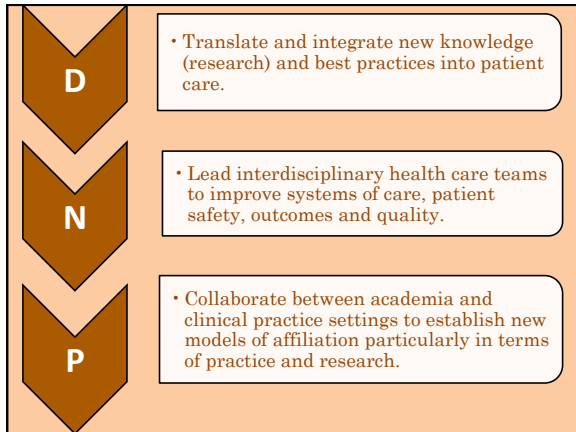 D
• Translate and integrate new knowledge
(research) and best practices into patient
care.
N
• Lead interdisciplinary health care teams
to improve systems of care, patient
safety, outcomes and quality.
P
• Collaborate between academia and
clinical practice settings to establish new
models of affiliation particularly in terms
of practice and research.